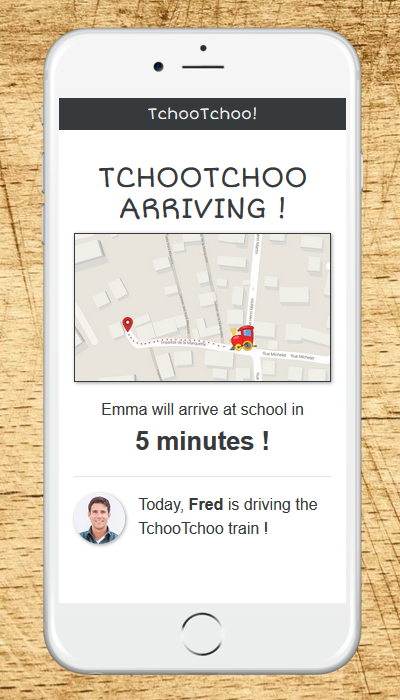 TchooTchoo!
TCHOOTCHOO
ARRIVING !
Rue Michelet
Rue Michelet
Emma will arrive at school in
5 minutes !
Today, Fred is driving the
TchooTchoo train !